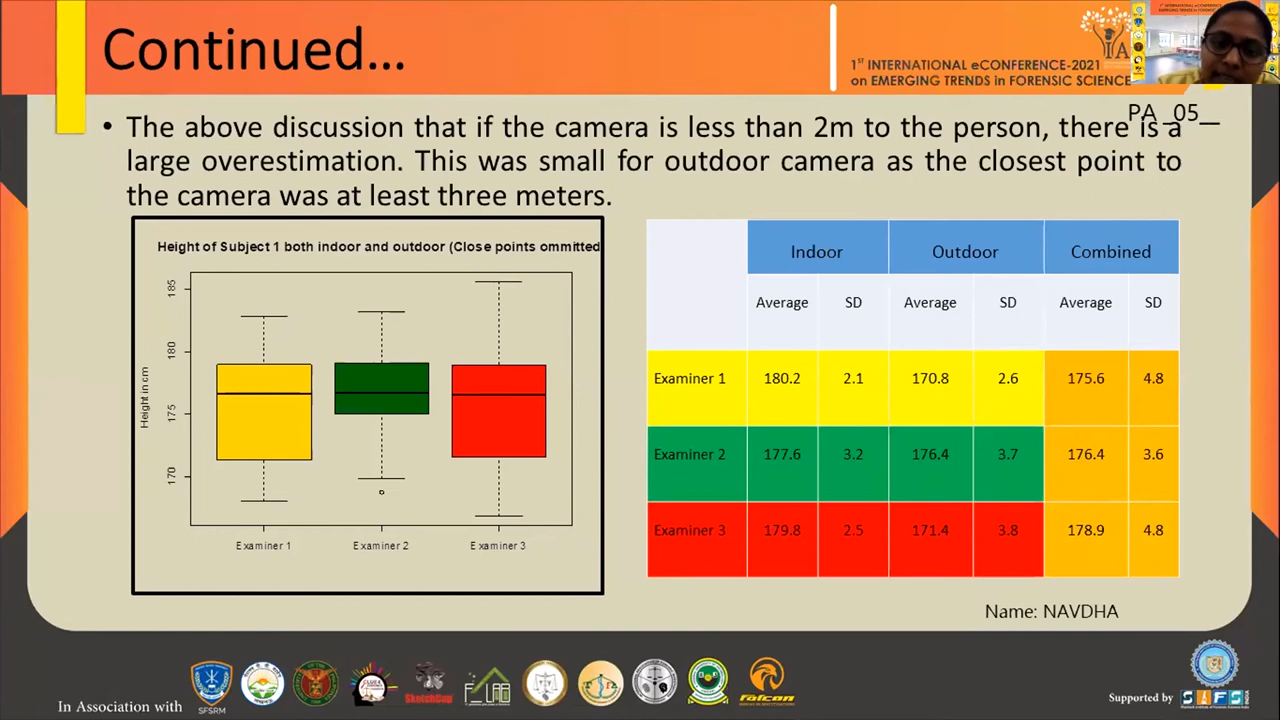 Continued...
1ST INTERNATIONAL eCONFERENCE-2021
on EMERGING TRENDS in FORENSIC SCIENCE
PA_05__
• The above discussion that if the camera is less than 2m to the person, there is a
large overestimation. This was small for outdoor camera as the closest point to
the camera was at least three meters.
Height of Subject 1 both indoor and outdoor (Close points ommitted
Height in cm
185
180
175
170
Examiner 1 Examiner 2 Examiner 3
Indoor Outdoor Combined
Average SD Average SD Average SD
Examiner 1 180.2 2.1 170.8 2.6 175.6 4.8
Examiner 2 177.6 3.2 176.4 3.7 176.4 3.6
Examiner 3 179.8 2.5 171.4 3.8 178.9 4.8
Name: NAVDHA
In Association with
SFSRM
SketchCop
F LAB
Falcon
Supported by
SIFS